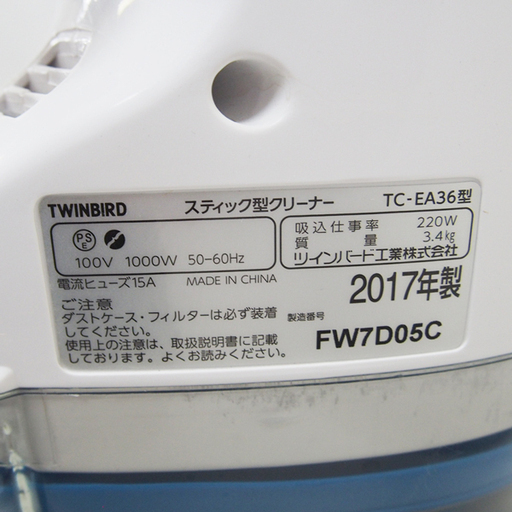 TWINBIRD スティック型クリーナー TC-EA36型
PS E
100V 1000W 50-60Hz
吸込仕事率 220W
質量 3.4kg
ツインバード工業株式会社
電流ヒューズ15A MADE IN CHINA
2017年製
ご注意
ダストケース・フィルターは必ず装着
してください。
使用上の注意は、取扱説明書に記載
しております。よくお読みください。
製造番号
FW7D05C